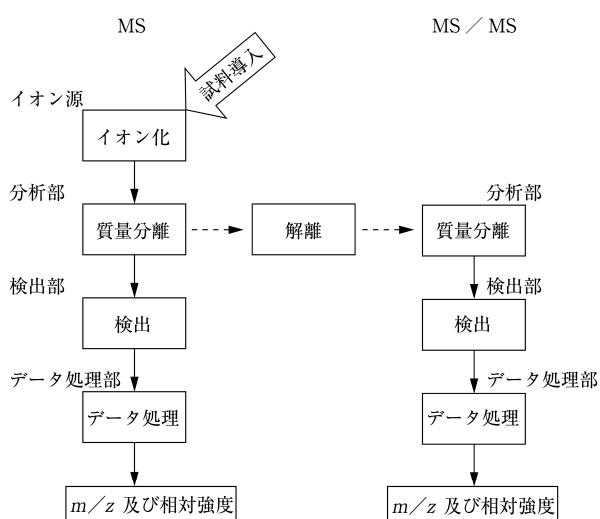 MS
MS／MS
試料導入
イオン源
イオン化
分析部
質量分離
解離
分析部
質量分離
検出部
検出
検出部
検出
データ処理部
データ処理
データ処理部
データ処理
m／z 及び相対強度
m／z 及び相対強度